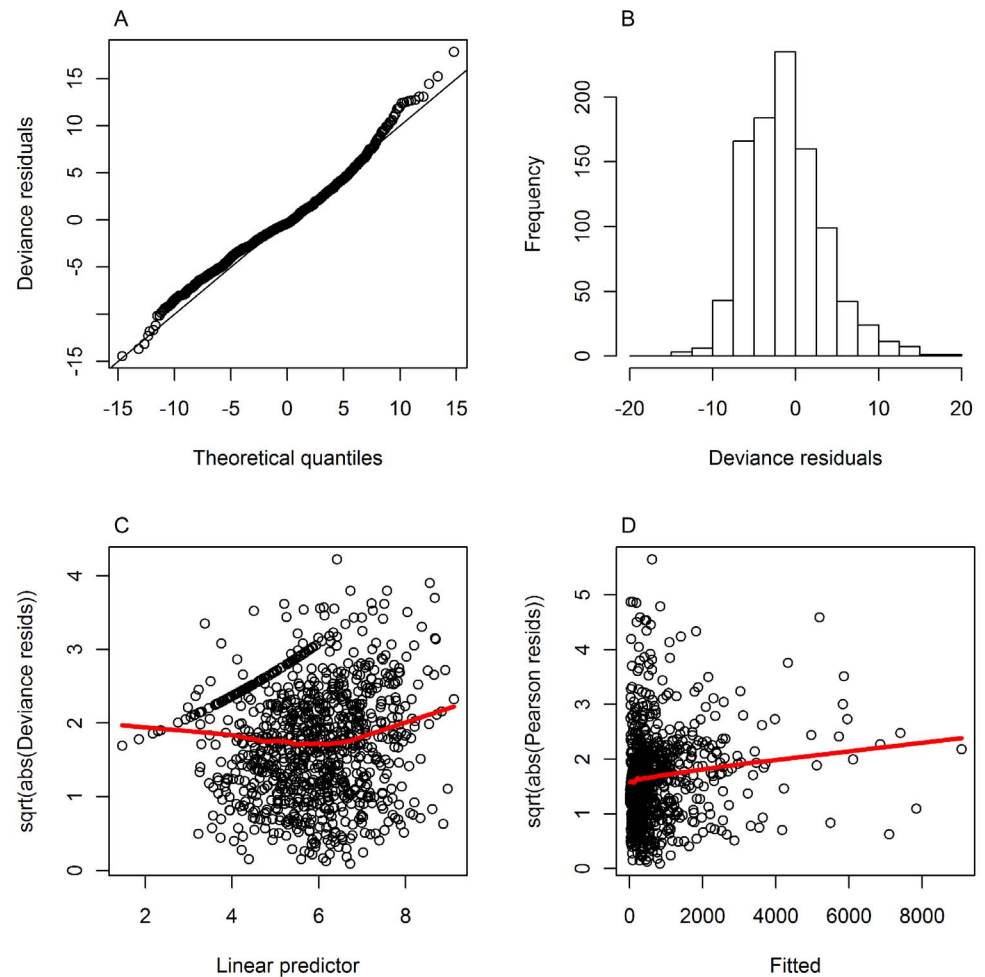 A
Deviance residuals
15
10
5
0
-5
-15
-15 -10 -5 0 5 10 15
Theoretical quantiles
B
Frequency
200
150
100
50
0
-20 -10 0 10 20
Deviance residuals
C
sqrt(abs(Deviance resids))
4
3
2
1
0
2 4 6 8
Linear predictor
D
sqrt(abs(Pearson resids))
5
4
3
2
1
0
0 2000 4000 6000 8000
Fitted